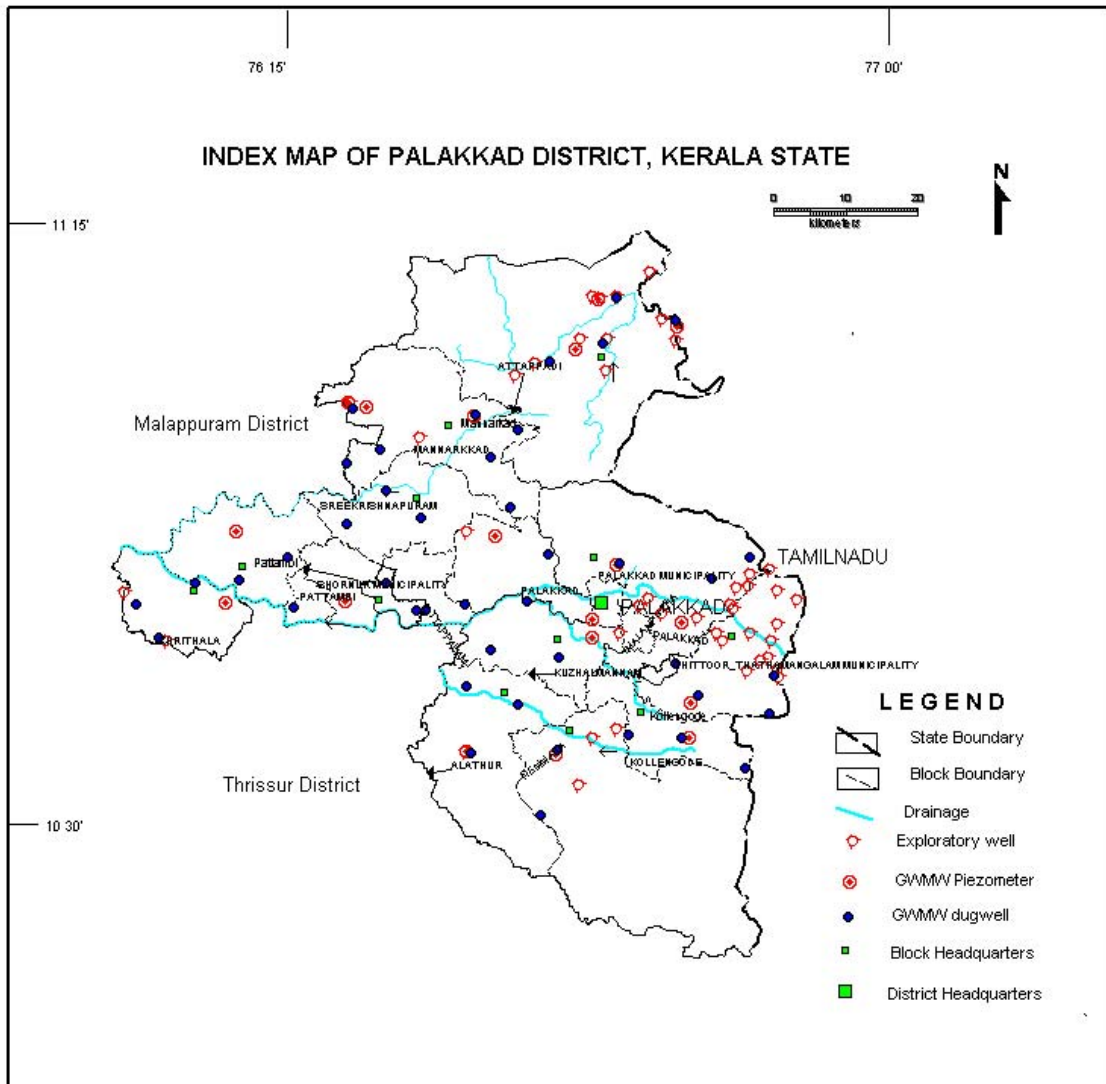 76 15'
77 00'
INDEX MAP OF PALAKKAD DISTRICT, KERALA STATE
N
0 10 20
kilometers
11 15'
ATTAPPADI
Malappuram District
Mannarkad
MANNARKKAD
SREEKRISHNAPURAM
TAMILNADU
Pattambi
SHORNUR MUNICIPALITY
PALAKKAD MUNICIPALITY
PATTAMBI
PALAKKAD
PALAKKAD
PALAKKAD
KUZHALMANNAM
CHITTOOR_THATHAMANGALAM MUNICIPALITY
LEGEND
Kollengode
State Boundary
ALATHUR
KOLLENGODE
Block Boundary
Thrissur District
Drainage
10 30'
Exploratory well
GWMW Piezometer
GWMW dugwell
Block Headquarters
District Headquarters